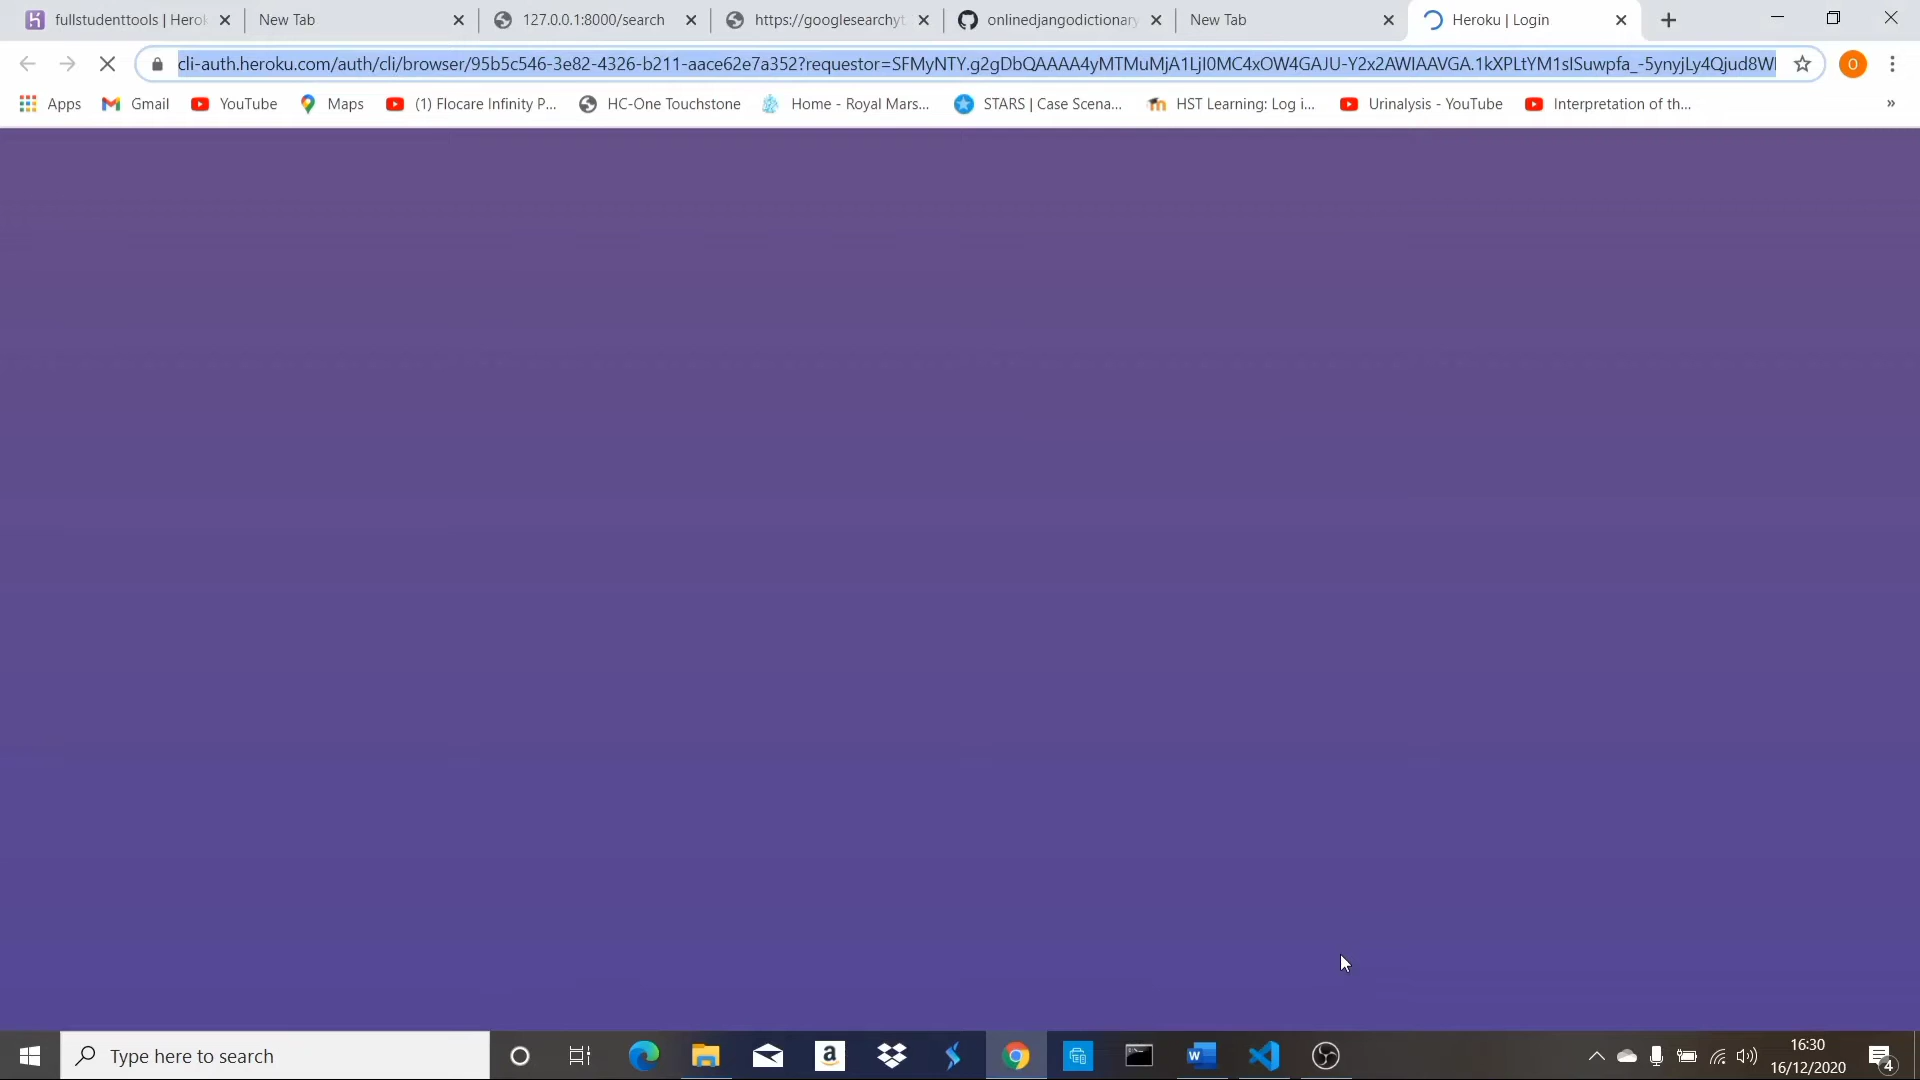 fullstudenttools | Herok
New Tab
127.0.0.1:8000/search
https://googlesearchyt.
onlinedjangodictionary
New Tab
Heroku | Login
cli-auth.heroku.com/auth/cli/browser/95b5c546-3e82-4326-b211-aace62e7a352?requestor=SFMyNTY.g2gDbQAAAA4yMTMuMjA1LjI0MC4xOW4GAJU-Y2x2AWIAAVGA.1kXPLtYM1sISuwpfa_-5ynyjLy4Qjud8W
O
Apps
Gmail
YouTube
Maps
(1) Flocare Infinity P...
HC-One Touchstone
Home - Royal Mars...
STARS | Case Scena...
HST Learning: Log i...
Urinalysis - YouTube
Interpretation of th...
»
Type here to search
16:30
16/12/2020
4